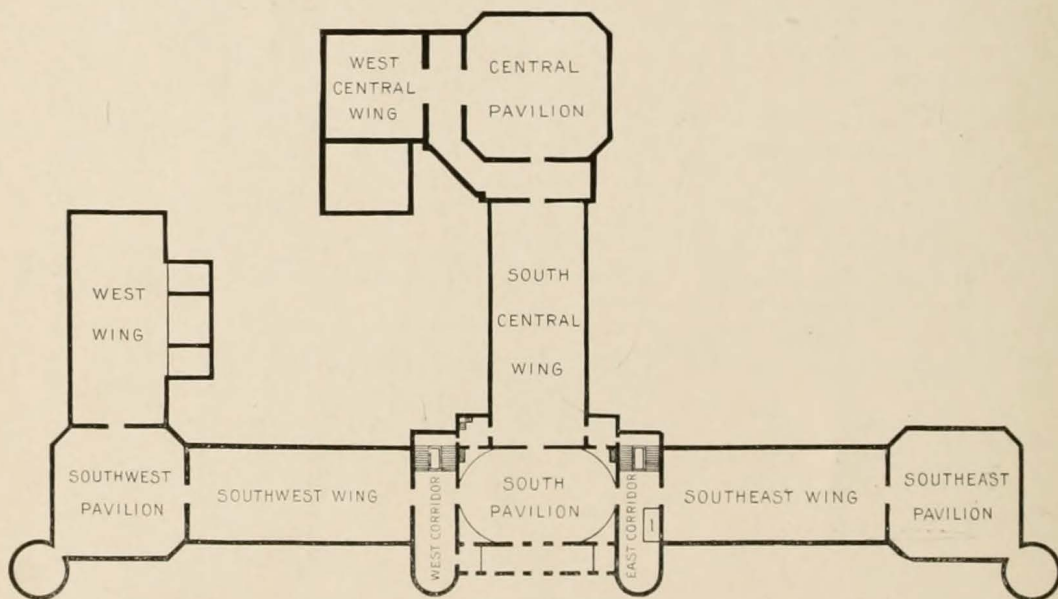 WEST
CENTRAL
WING
CENTRAL
PAVILION
WEST
WING
SOUTH
CENTRAL
WING
SOUTHWEST
PAVILION
SOUTHWEST WING
WEST CORRIDOR
SOUTH
PAVILION
EAST CORRIDOR
1
SOUTHEAST WING
SOUTHEAST
PAVILION